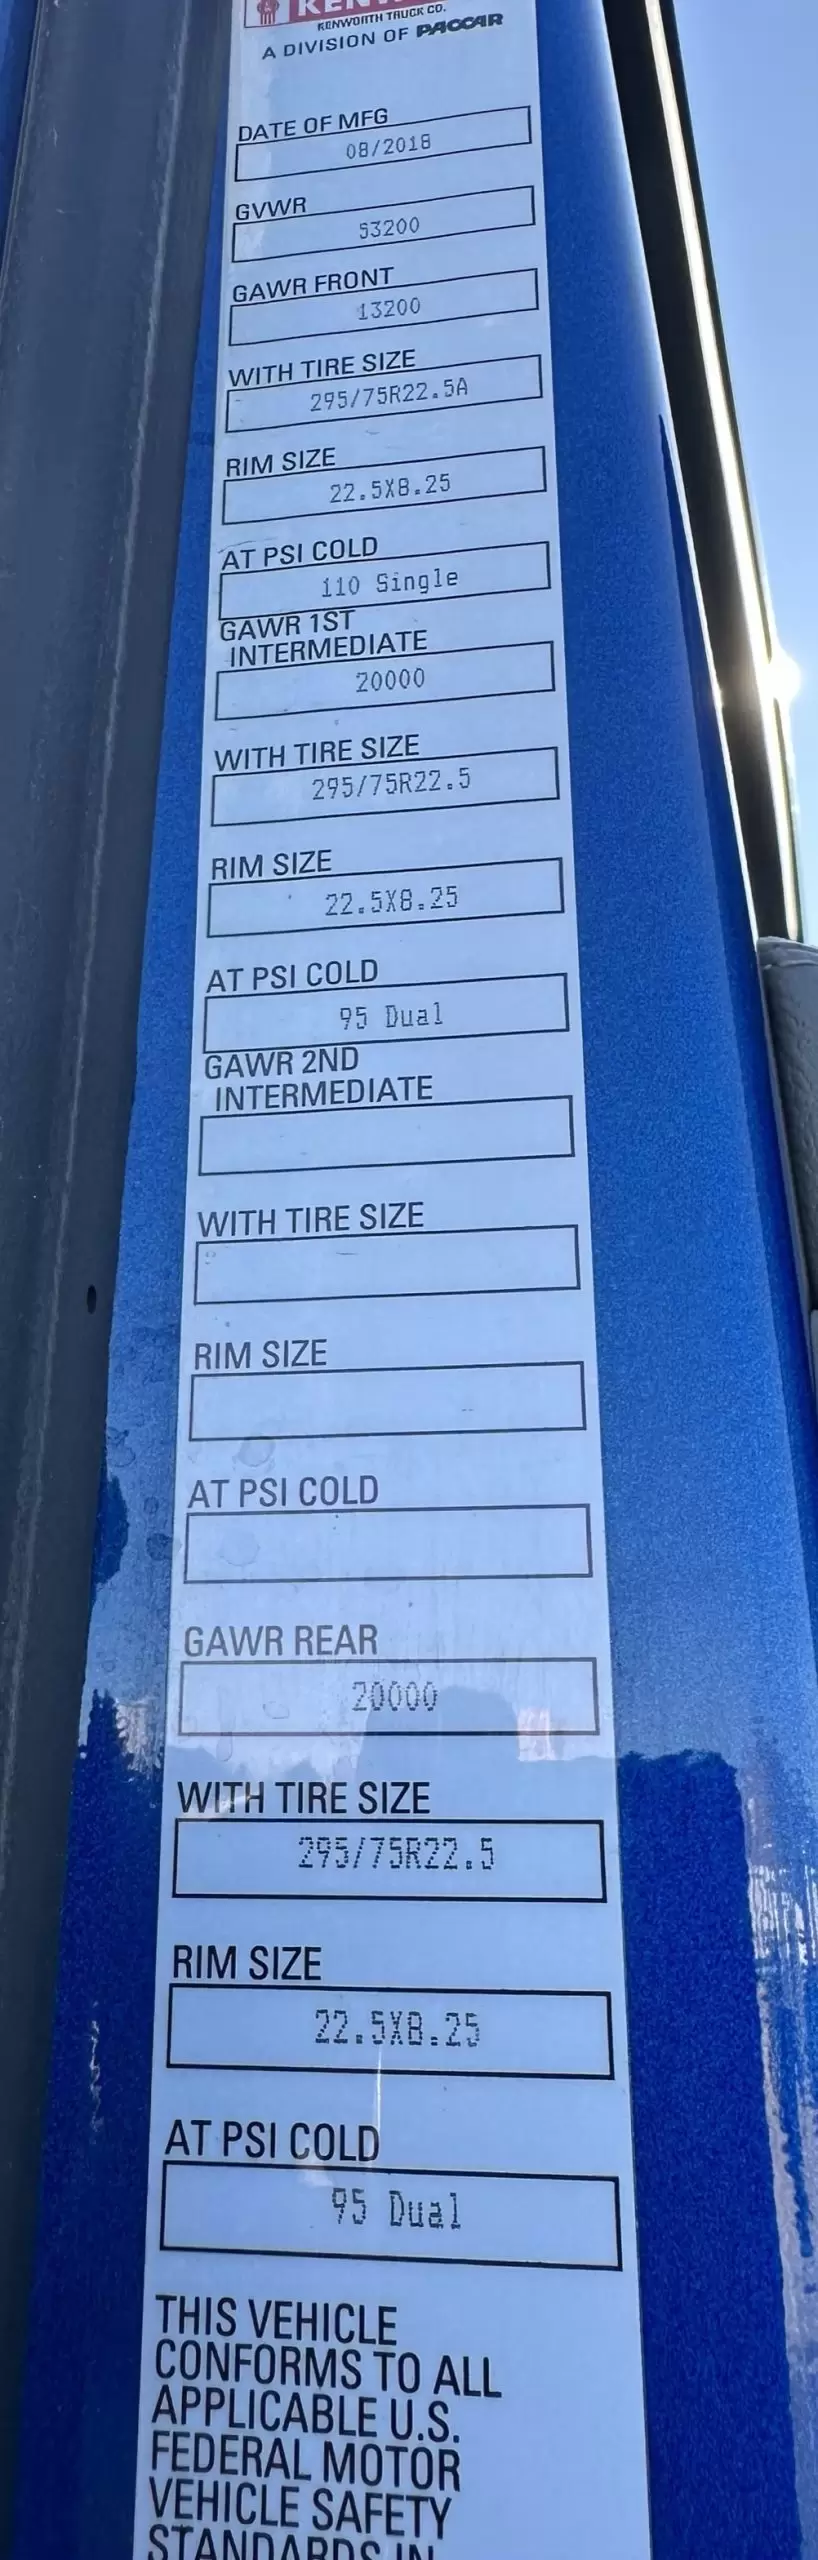 KENWORTH TRUCK CO.
A DIVISION OF PACCAR
DATE OF MFG
08/2018
GVWR
53200
GAWR FRONT
13200
WITH TIRE SIZE
295/75R22.5A
RIM SIZE
22.5X8.25
AT PSI COLD
110 Single
GAWR 1ST
INTERMEDIATE
20000
WITH TIRE SIZE
295/75R22.5
RIM SIZE
22.5X8.25
AT PSI COLD
95 Dual
GAWR 2ND
INTERMEDIATE
WITH TIRE SIZE
RIM SIZE
AT PSI COLD
GAWR REAR
20000
WITH TIRE SIZE
295/75R22.5
RIM SIZE
22.5X8.25
AT PSI COLD
95 Dual
THIS VEHICLE
CONFORMS TO ALL
APPLICABLE U.S.
FEDERAL MOTOR
VEHICLE SAFETY
STANDARDS IN